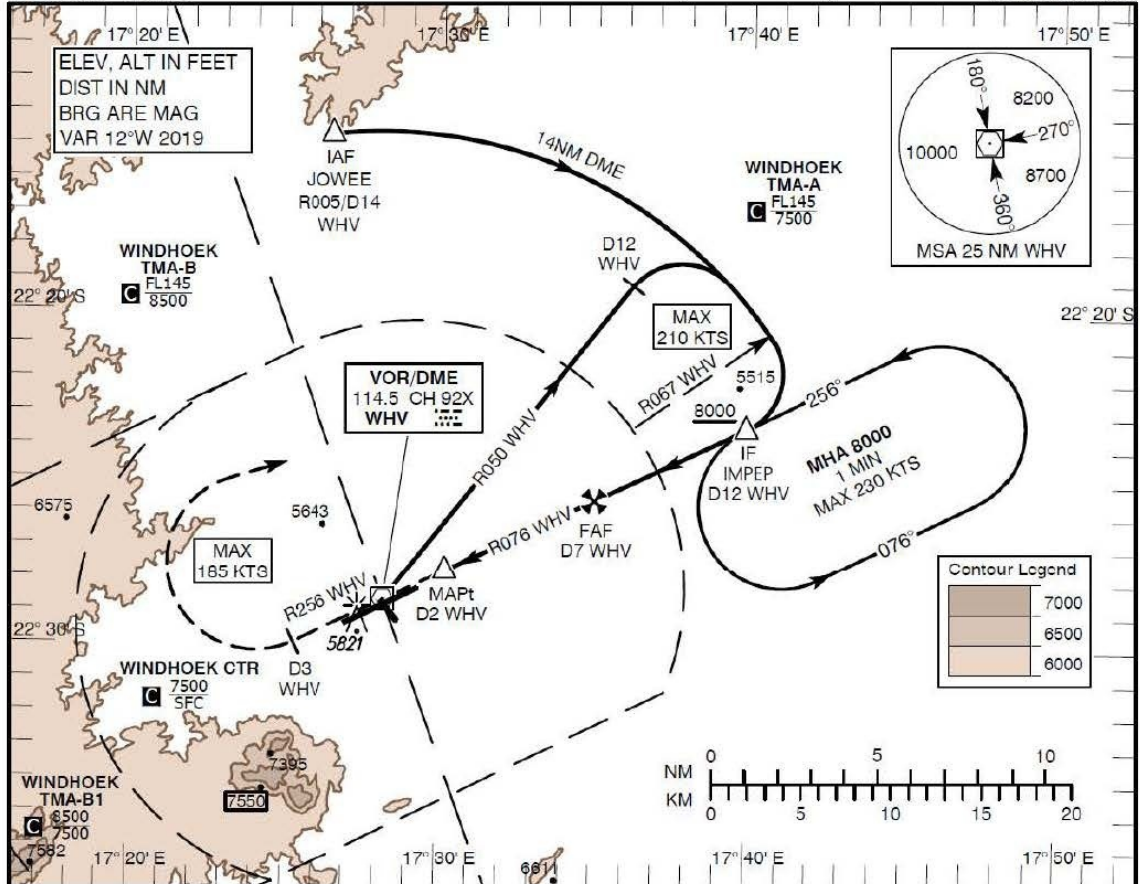 17° 20' E
17° 30' E
17° 40' E
17° 50' E
ELEV, ALT IN FEET
DIST IN NM
BRG ARE MAG
VAR 12°W 2019
180°
8200
270°
10000
8700
360°
MSA 25 NM WHV
14NM DME
IAF
JOWEE
R005/D14
WHV
WINDHOEK
TMA-A
C FL145
7500
D12
WHV
WINDHOEK
TMA-B
C FL145
8500
22° 20' S
22° 20' S
MAX
210 KTS
VOR/DME
114.5 CH 92X
WHV
R067 WHV
5515
8000
256°
R050 WHV
IF
IMPEP
D12 WHV
MHA 8000
1 MIN
MAX 230 KTS
076°
6575
5643
FAF
D7 WHV
R076 WHV
MAX
185 KTS
MAPt
D2 WHV
R256 WHV
5821
22° 30' S
D3
WHV
Contour Legend
7000
6500
6000
WINDHOEK CTR
C 7500
SFC
7395
7550
WINDHOEK
TMA-B1
C 8500
7500
7582
NM
0 5 10
KM
0 5 10 15 20
17° 20' E
17° 30' E
17° 40' E
17° 50' E
6611